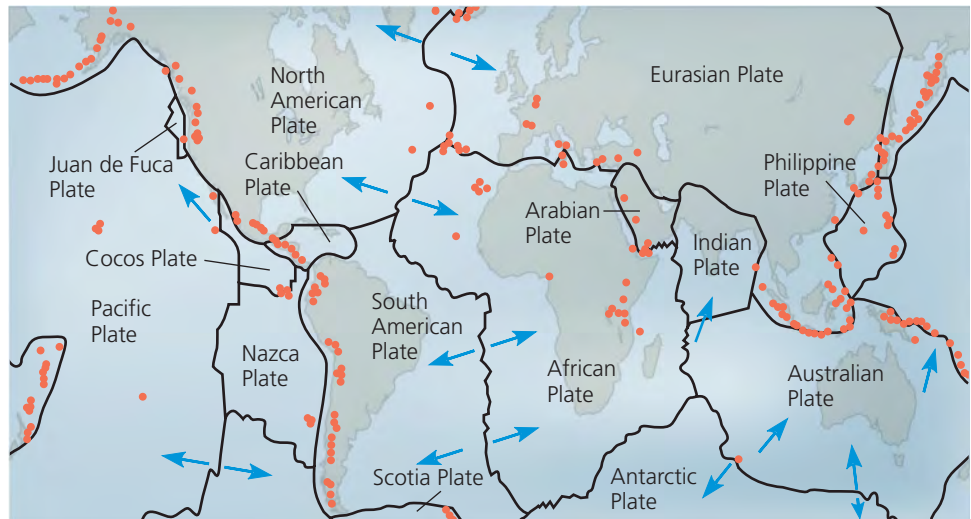 North
American
Plate
Eurasian Plate
Juan de Fuca
Plate
Caribbean
Plate
Philippine
Plate
Arabian
Plate
Indian
Plate
Cocos Plate
Pacific
Plate
South
American
Plate
Nazca
Plate
African
Plate
Australian
Plate
Scotia Plate
Antarctic
Plate